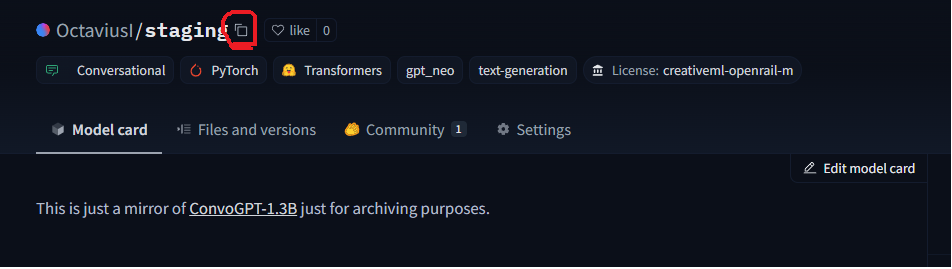 OctaviusI/staging like 0
Conversational PyTorch Transformers gpt_neo text-generation License: creativeml-openrail-m
Model card Files and versions Community 1 Settings
Edit model card
This is just a mirror of ConvoGPT-1.3B just for archiving purposes.